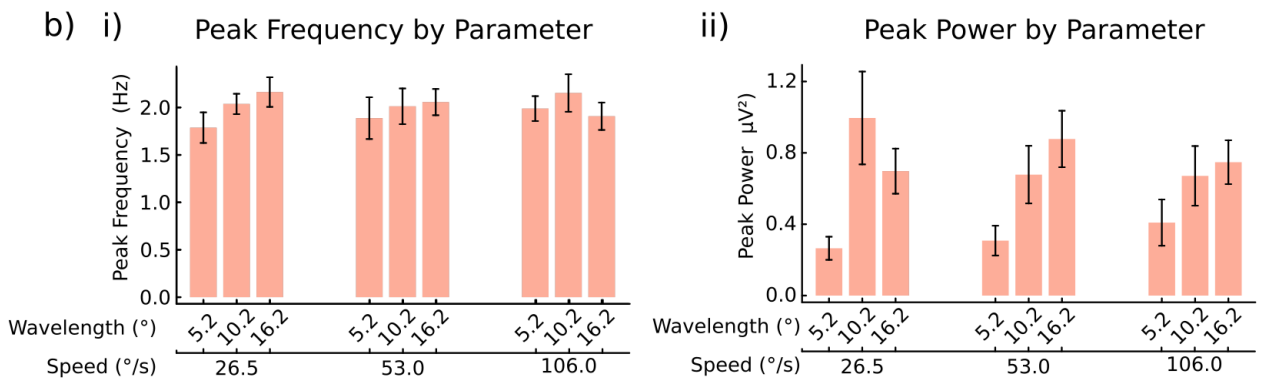 b) i) Peak Frequency by Parameter
Peak Frequency (Hz)
2.0
1.5
1.0
0.5
0.0
Wavelength (°) 5.2 10.2 16.2 5.2 10.2 16.2 5.2 10.2 16.2
Speed (°/s) 26.5 53.0 106.0
ii) Peak Power by Parameter
Peak Power µV²)
1.2
0.8
0.4
0.0
Wavelength (°) 5.2 10.2 16.2 5.2 10.2 16.2 5.2 10.2 16.2
Speed (°/s) 26.5 53.0 106.0